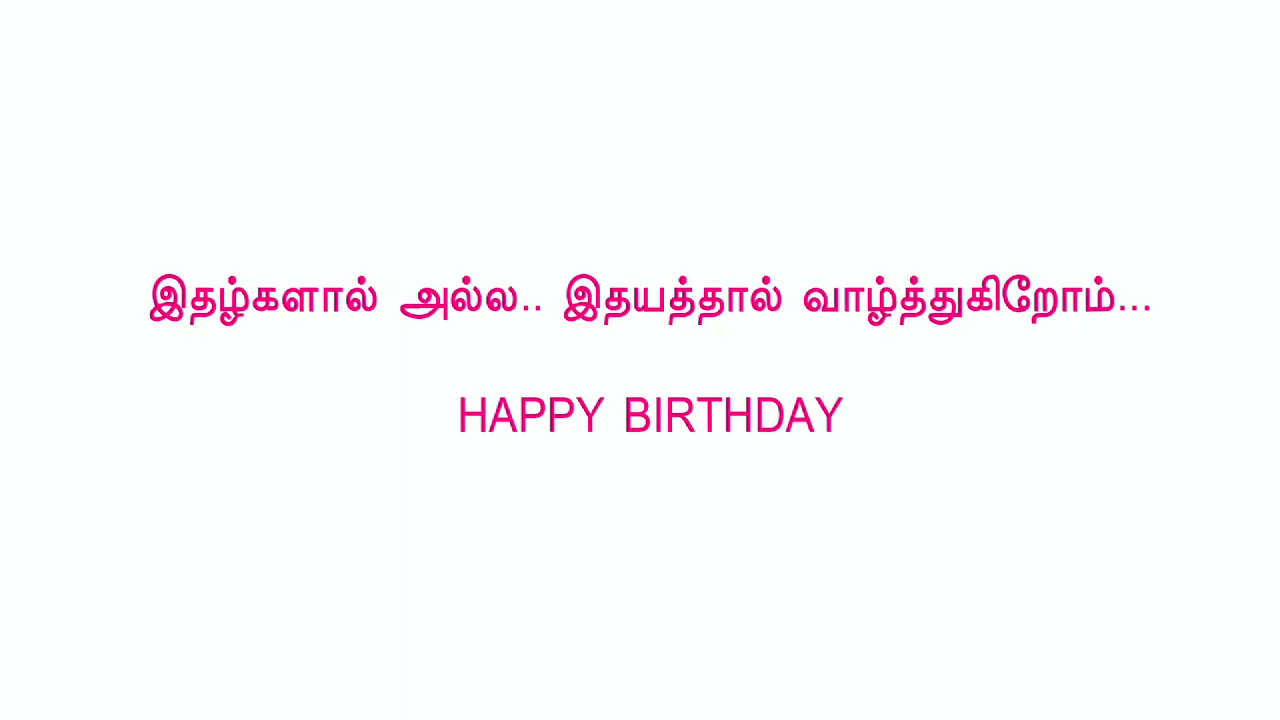 இதழ்களால் அல்ல.. இதயத்தால் வாழ்த்துகிறோம்...
HAPPY BIRTHDAY